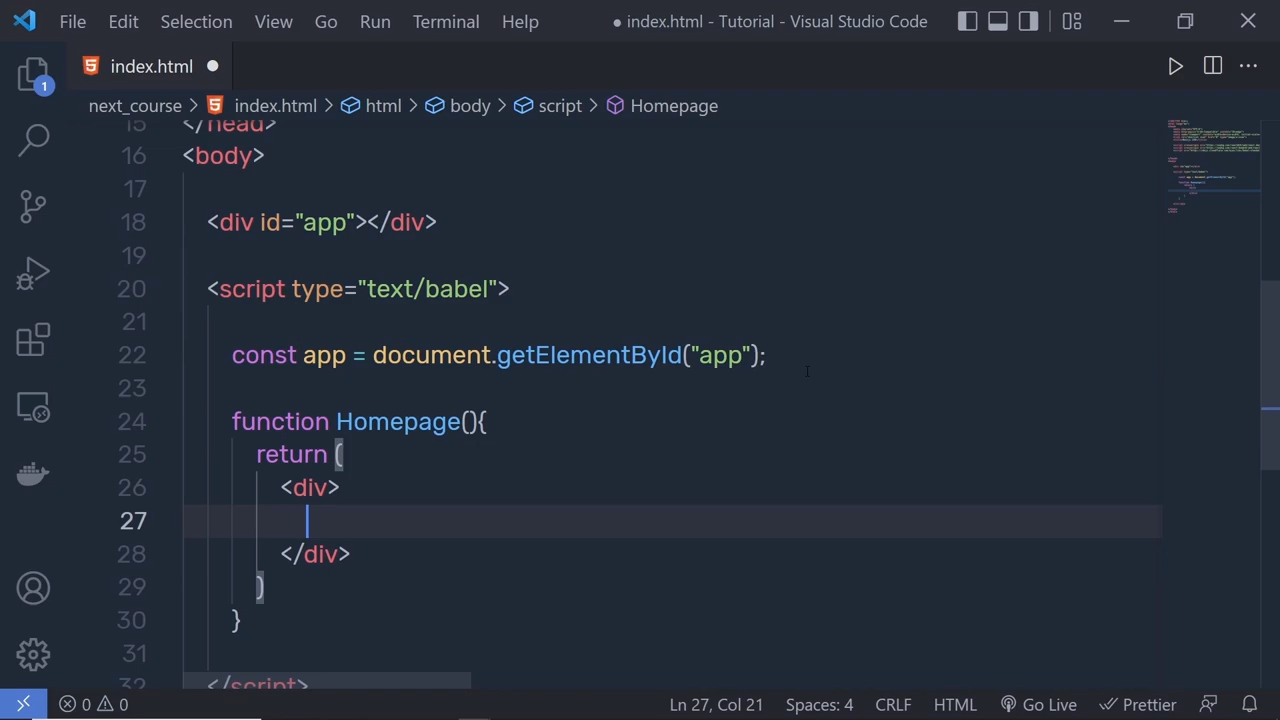 File Edit Selection View Go Run Terminal Help ● index.html - Tutorial - Visual Studio Code
index.html
next_course > index.html > html > body > script > Homepage
1
15 </head>
16 <body>
17
18 <div id="app"></div>
19
20 <script type="text/babel">
21
22 const app = document.getElementById("app");
23
24 function Homepage(){
25 return (
26 <div>
27
28 </div>
29 )
30 }
31
32 </script>
0 0 Ln 27, Col 21 Spaces: 4 CRLF HTML Go Live Prettier